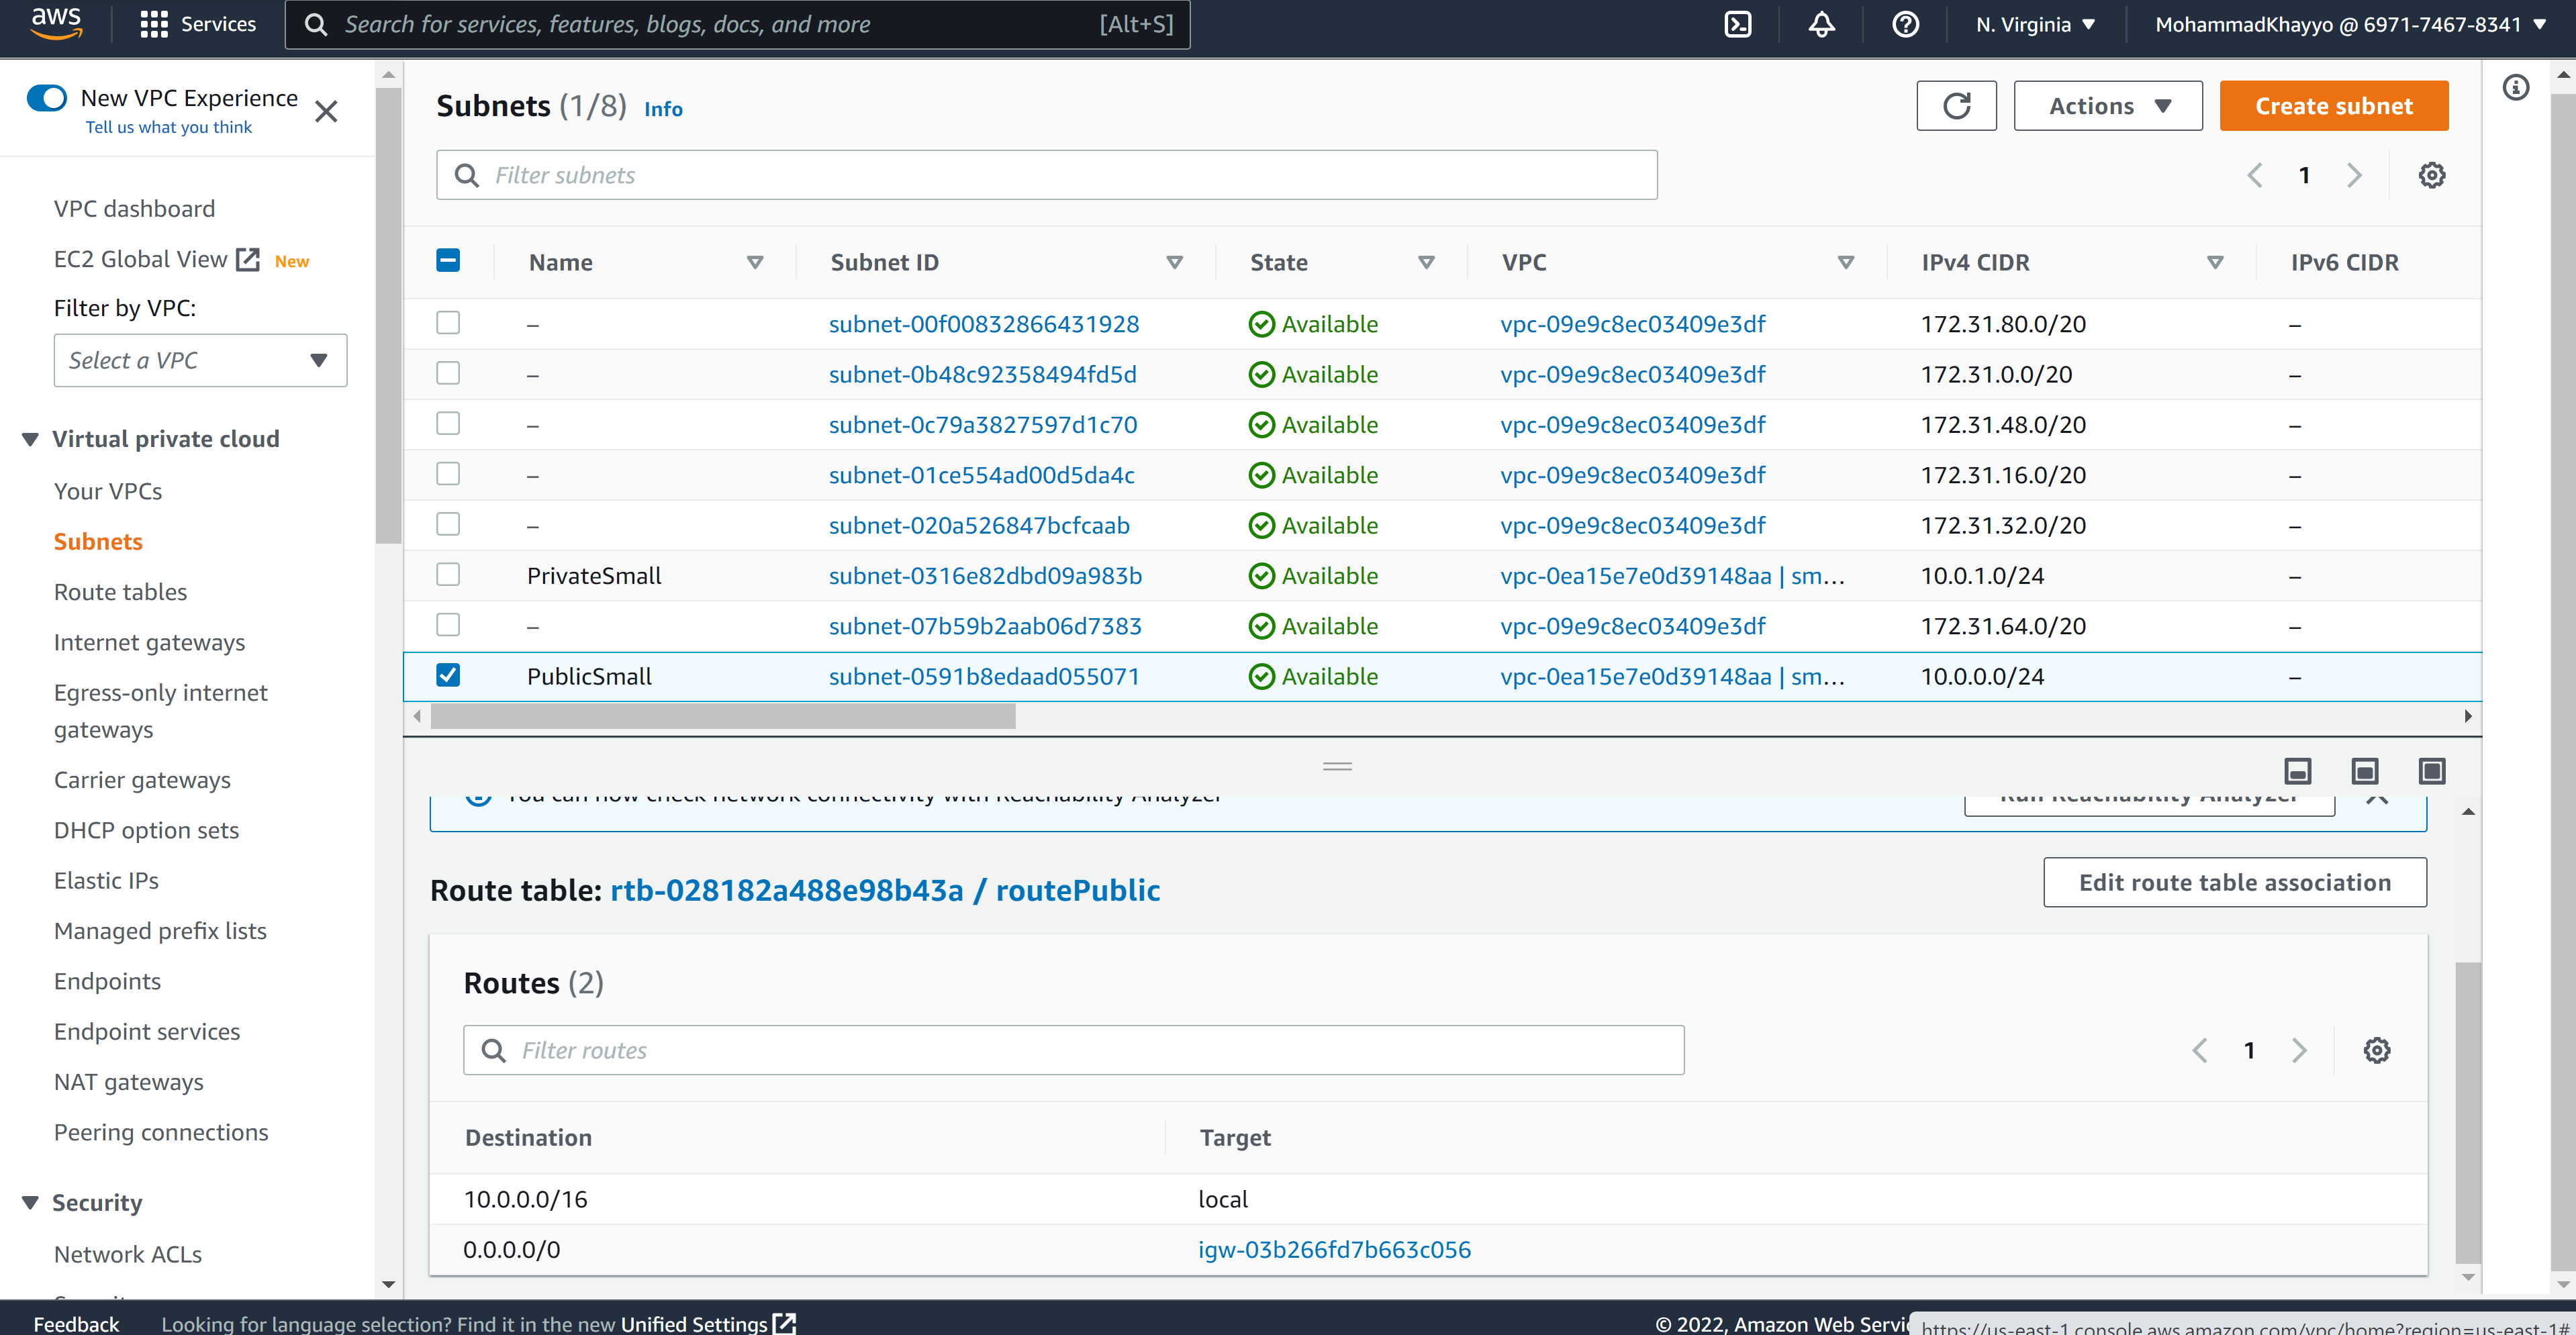 aws Services Search for services, features, blogs, docs, and more [Alt+S] N. Virginia MohammadKhayyo @ 6971-7467-8341
New VPC Experience
Tell us what you think
VPC dashboard
EC2 Global View New
Filter by VPC:
Select a VPC
Virtual private cloud
Your VPCs
Subnets
Route tables
Internet gateways
Egress-only internet
gateways
Carrier gateways
DHCP option sets
Elastic IPs
Managed prefix lists
Endpoints
Endpoint services
NAT gateways
Peering connections
Security
Network ACLs
Subnets (1/8) Info Actions Create subnet
Filter subnets 1
Name Subnet ID State VPC IPv4 CIDR IPv6 CIDR
– subnet-00f00832866431928 Available vpc-09e9c8ec03409e3df 172.31.80.0/20 –
– subnet-0b48c92358494fd5d Available vpc-09e9c8ec03409e3df 172.31.0.0/20 –
– subnet-0c79a3827597d1c70 Available vpc-09e9c8ec03409e3df 172.31.48.0/20 –
– subnet-01ce554ad00d5da4c Available vpc-09e9c8ec03409e3df 172.31.16.0/20 –
– subnet-020a526847bcfcaab Available vpc-09e9c8ec03409e3df 172.31.32.0/20 –
PrivateSmall subnet-0316e82dbd09a983b Available vpc-0ea15e7e0d39148aa | sm... 10.0.1.0/24 –
– subnet-07b59b2aab06d7383 Available vpc-09e9c8ec03409e3df 172.31.64.0/20 –
PublicSmall subnet-0591b8edaad055071 Available vpc-0ea15e7e0d39148aa | sm... 10.0.0.0/24 –
You can now check network connectivity with Reachability Analyzer Run Reachability Analyzer
Route table: rtb-028182a488e98b43a / routePublic Edit route table association
Routes (2)
Filter routes 1
Destination Target
10.0.0.0/16 local
0.0.0.0/0 igw-03b266fd7b663c056
Feedback Looking for language selection? Find it in the new Unified Settings © 2022, Amazon Web https://us-east-1.console.aws.amazon.com/vpc/home?region=us-east-1#